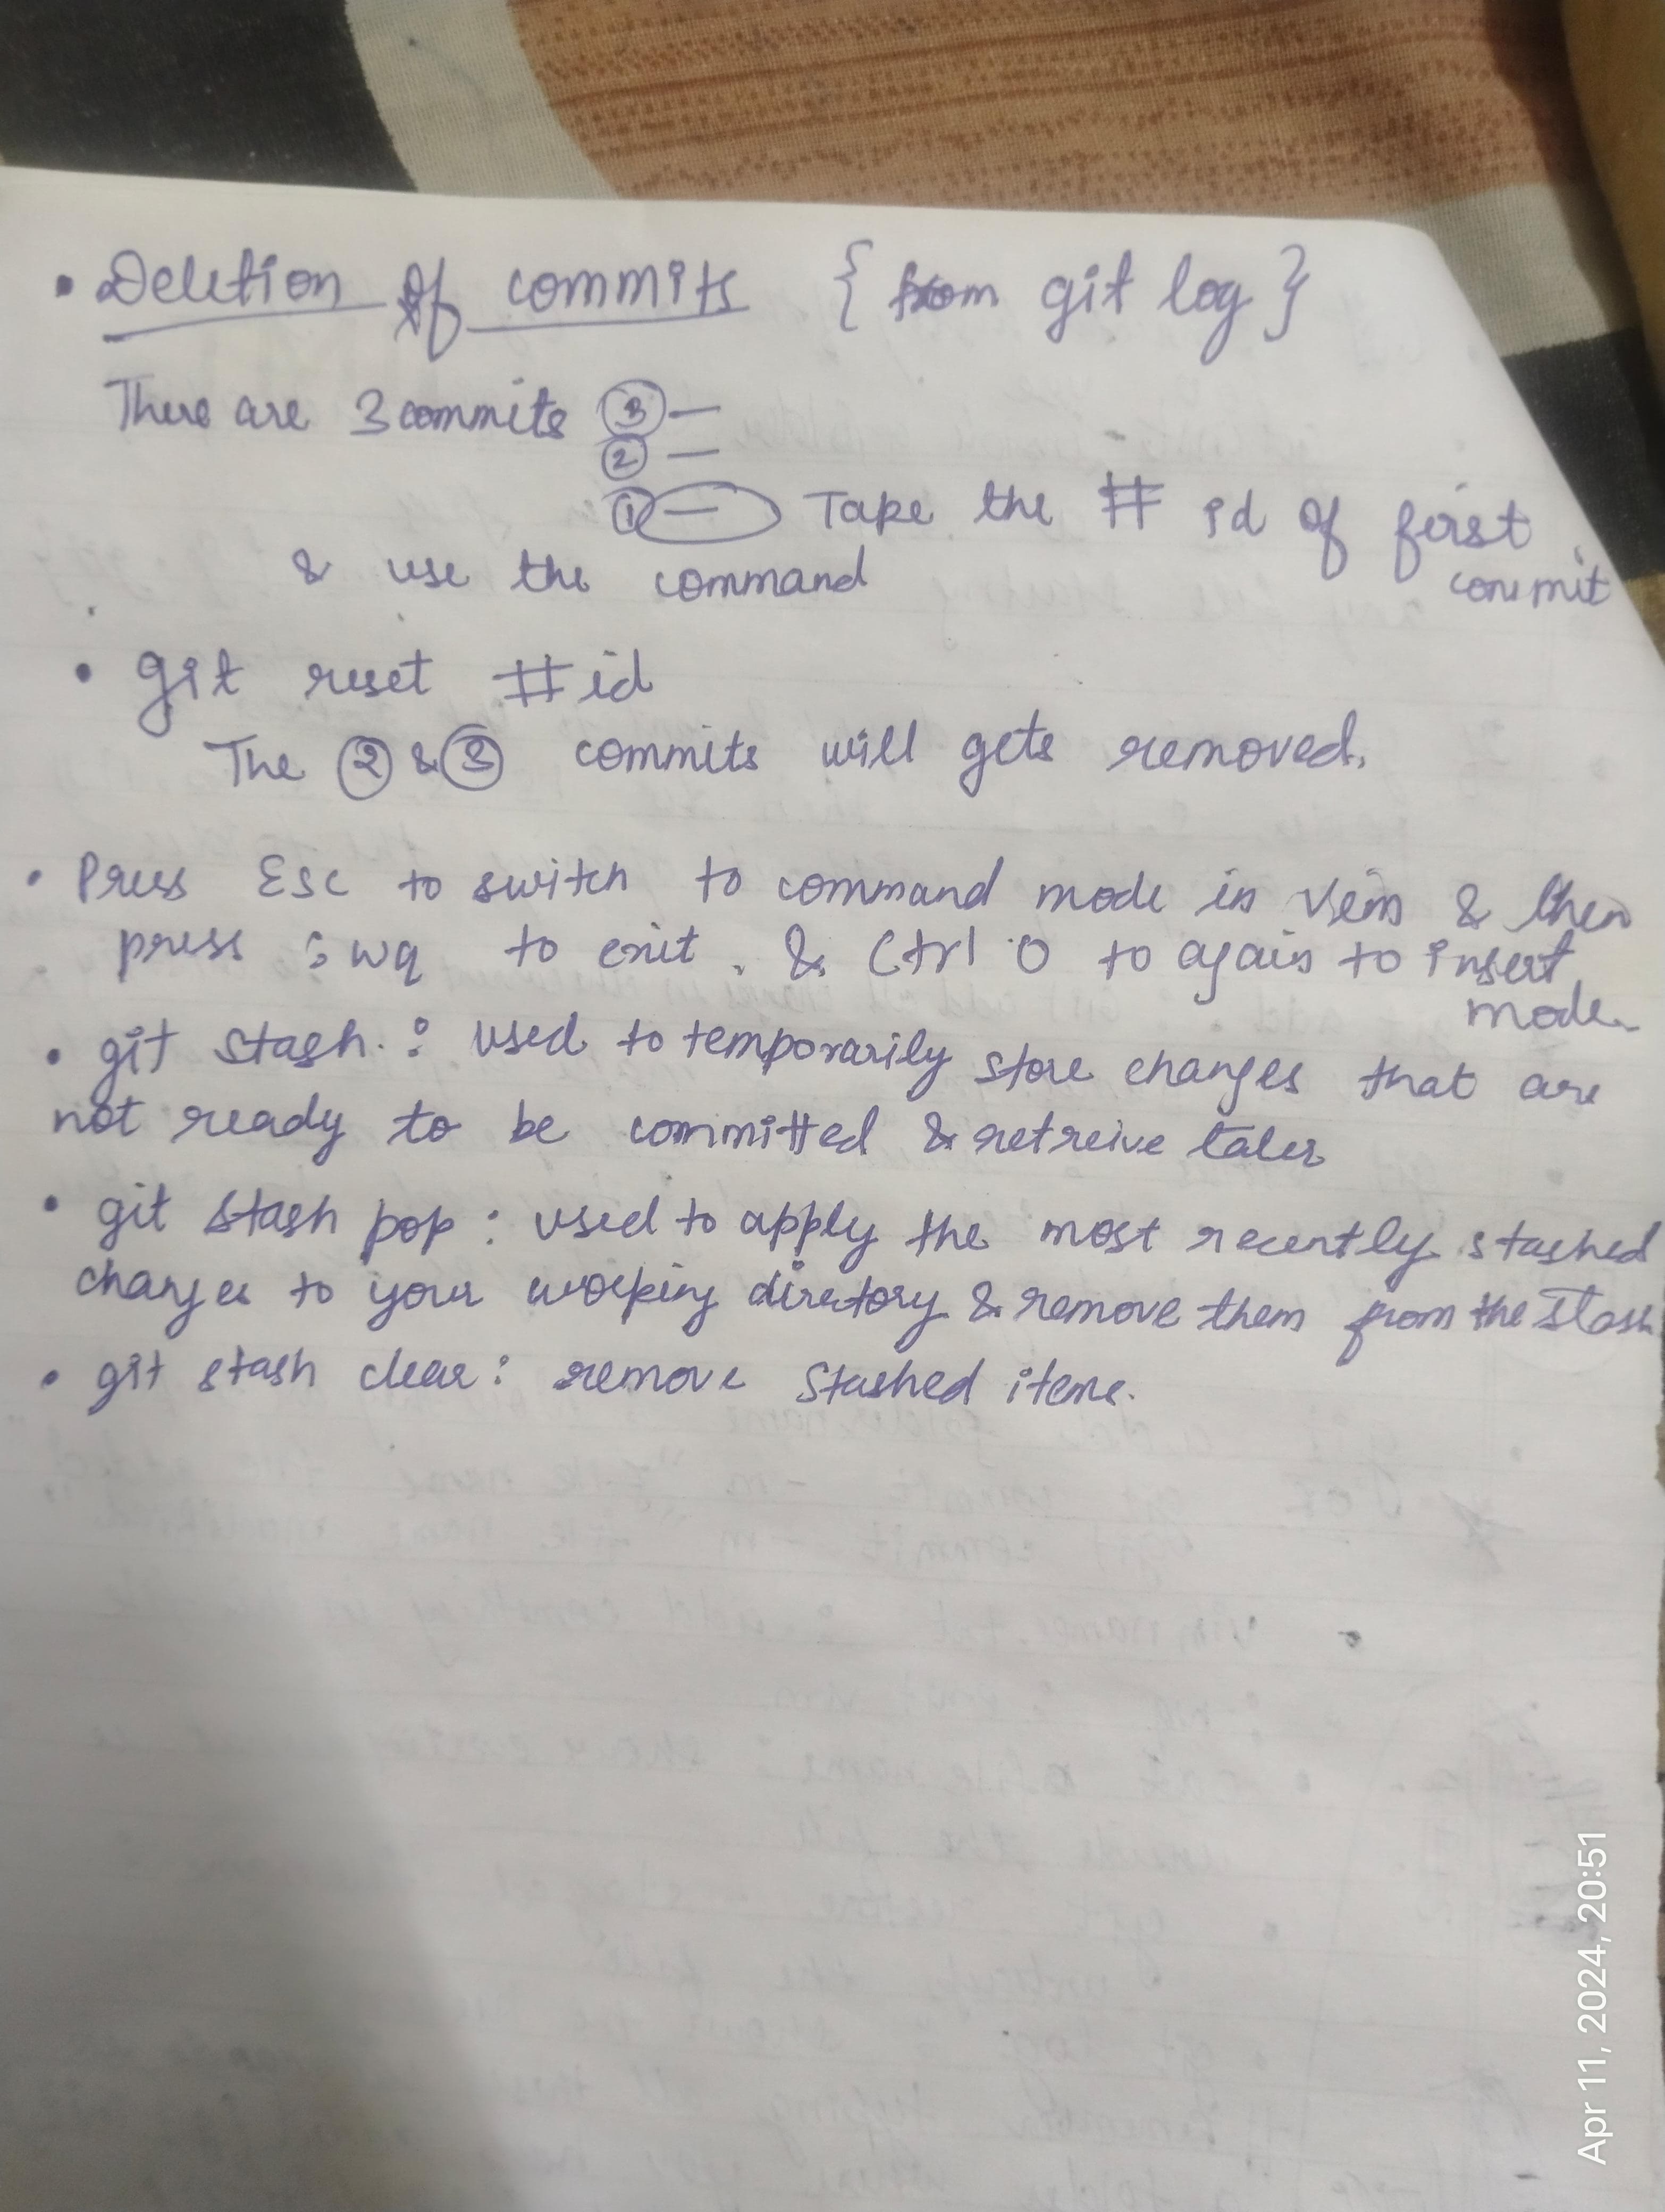 • Deletion of commits { from git log }
There are 3 commits ③ —
② —
① — Take the # id of first commit
& use the command
• git reset #id
The ② & ③ commits will gets removed.
• Press Esc to switch to command mode in Vim & then
press :wq to exit. & Ctrl O to again to insert mode
• git stash : used to temporarily store changes that are
not ready to be committed & retreive later
• git stash pop : used to apply the most recently stashed
changes to your working directory & remove them from the stash
• git stash clear : remove stashed items.
Apr 11, 2024, 20:51